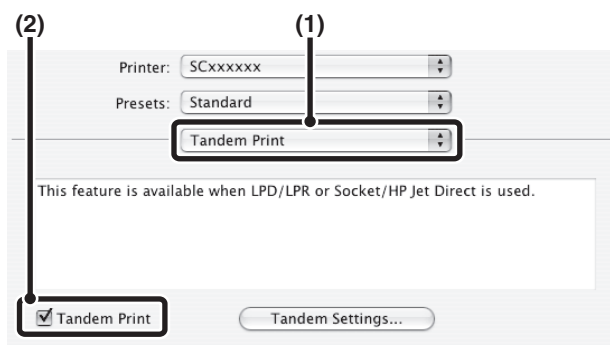 (2) (1)
Printer: SCxxxxxx
Presets: Standard
Tandem Print
This feature is available when LPD/LPR or Socket/HP Jet Direct is used.
Tandem Print Tandem Settings...